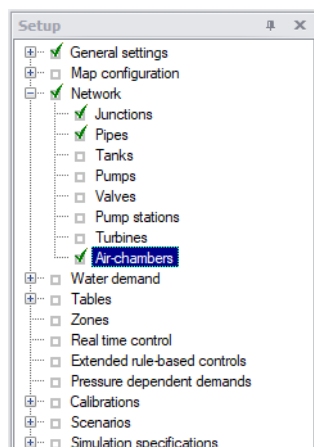 Setup
General settings
Map configuration
Network
Junctions
Pipes
Tanks
Pumps
Valves
Pump stations
Turbines
Air-chambers
Water demand
Tables
Zones
Real time control
Extended rule-based controls
Pressure dependent demands
Calibrations
Scenarios
Simulation specifications